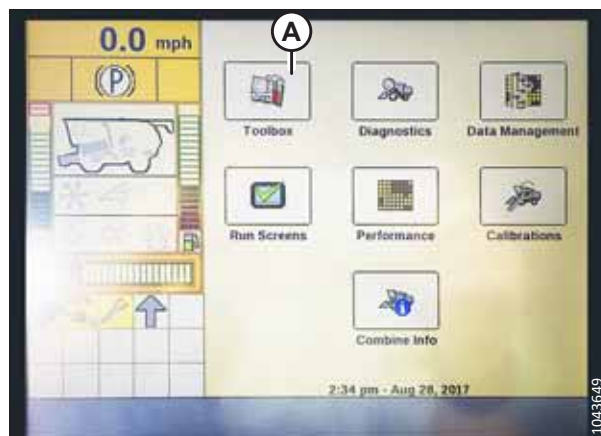 0.0 mph
A
(P)
Toolbox
Diagnostics
Data Management
Run Screens
Performance
Calibrations
Combine Info
2:34 pm - Aug 28, 2017
1043649